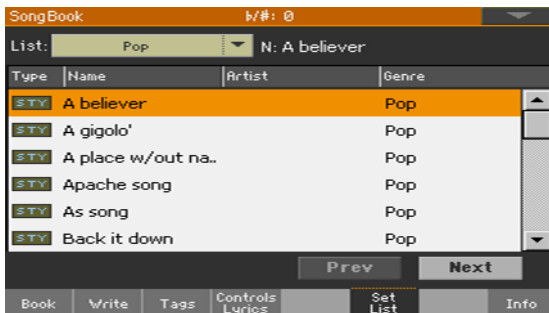 SongBook ♭/#: 0
List: Pop N: A believer
Type Name Artist Genre
STY A believer Pop
STY A gigolo' Pop
STY A place w/out na.. Pop
STY Apache song Pop
STY As song Pop
STY Back it down Pop
Prev Next
Book Write Tags Controls Lyrics Set List Info